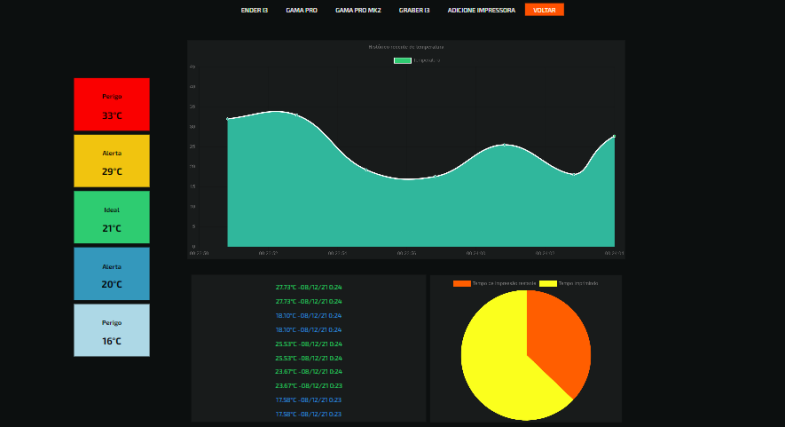 ENDER I3 GAMA PRO GAMA PRO MK2 GRABER I3 ADICIONE IMPRESSORA VOLTAR
Perigo
33°C
Alerta
29°C
Ideal
21°C
Alerta
20°C
Perigo
16°C
Temperatura
27.73°C -08/12/21 0:24
27.73°C -08/12/21 0:24
18.10°C -08/12/21 0:24
18.10°C -08/12/21 0:24
25.53°C -08/12/21 0:24
25.53°C -08/12/21 0:24
23.67°C -08/12/21 0:24
23.67°C -08/12/21 0:23
17.58°C -08/12/21 0:23
17.58°C -08/12/21 0:23
Tempo de impressão restante Tempo imprimindo